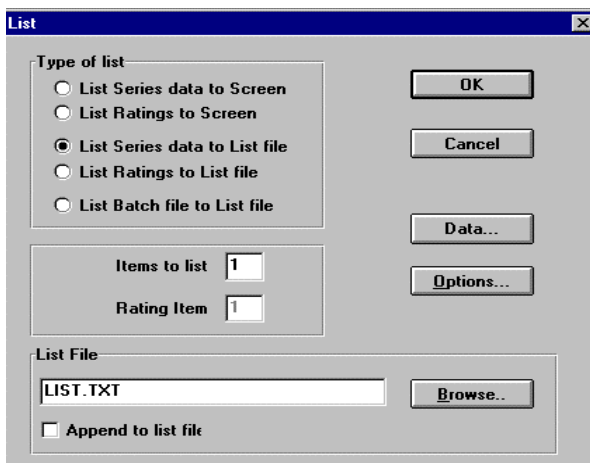 List
Type of list
List Series data to Screen
List Ratings to Screen
List Series data to List file
List Ratings to List file
List Batch file to List file
OK
Cancel
Data...
Options...
Items to list 1
Rating Item 1
List File
LIST.TXT
Browse..
Append to list file